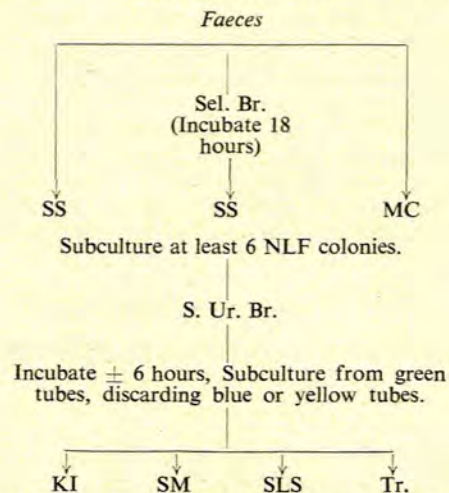 Faeces
Sel. Br.
(Incubate 18
hours)
SS SS MC
Subculture at least 6 NLF colonies.
S. Ur. Br.
Incubate ± 6 hours, Subculture from green
tubes, discarding blue or yellow tubes.
KI SM SLS Tr.